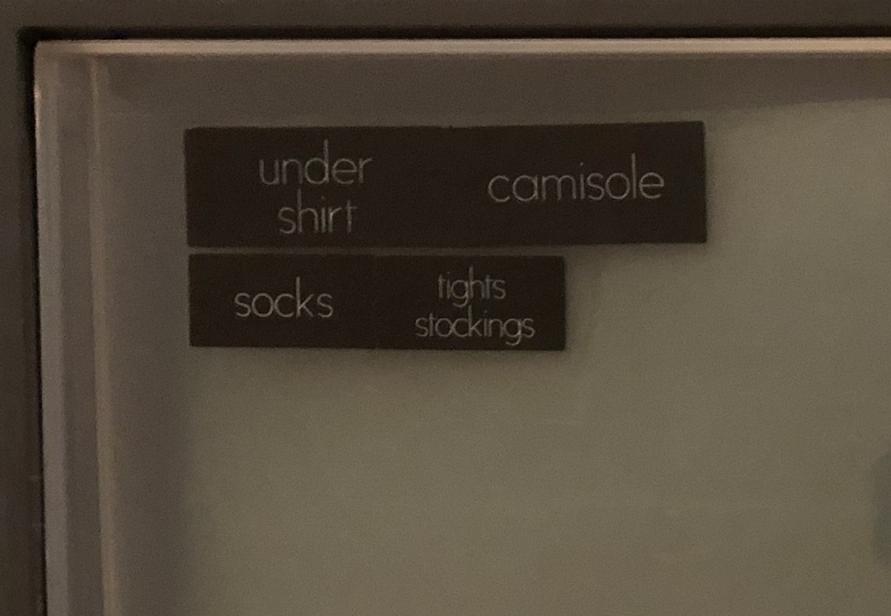 under
shirt
camisole
socks
tights
stockings